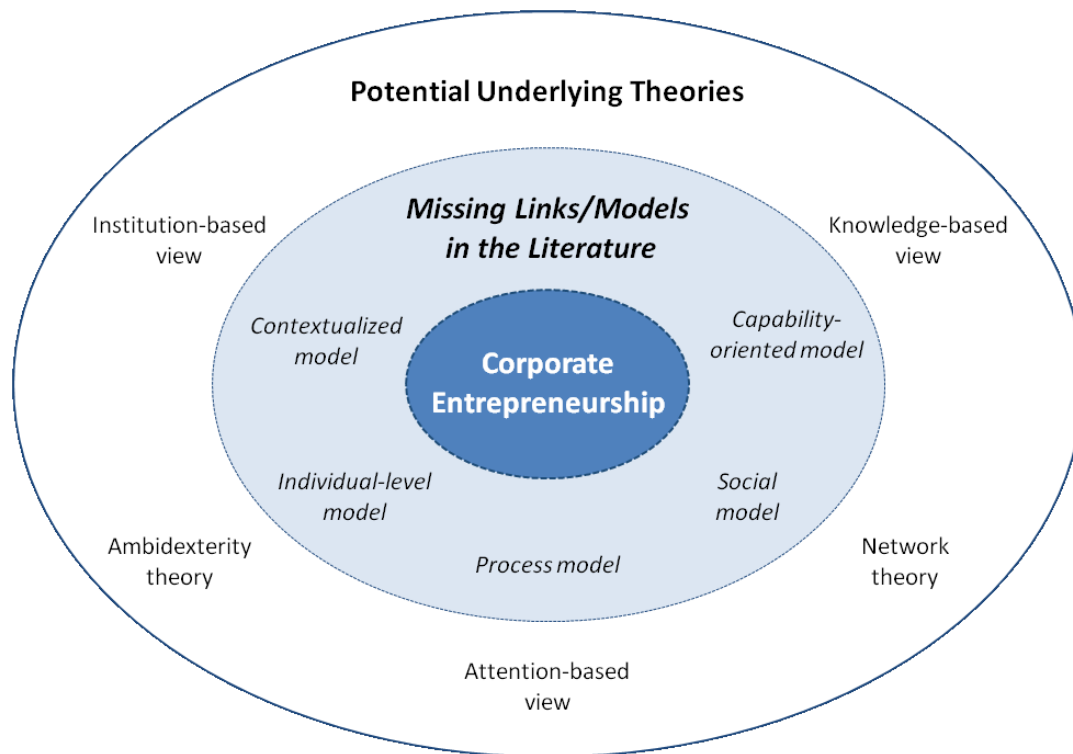 Potential Underlying Theories
Missing Links/Models
in the Literature
Institution-based
view
Knowledge-based
view
Contextualized
model
Capability-
oriented model
Corporate
Entrepreneurship
Individual-level
model
Social
model
Ambidexterity
theory
Process model
Network
theory
Attention-based
view